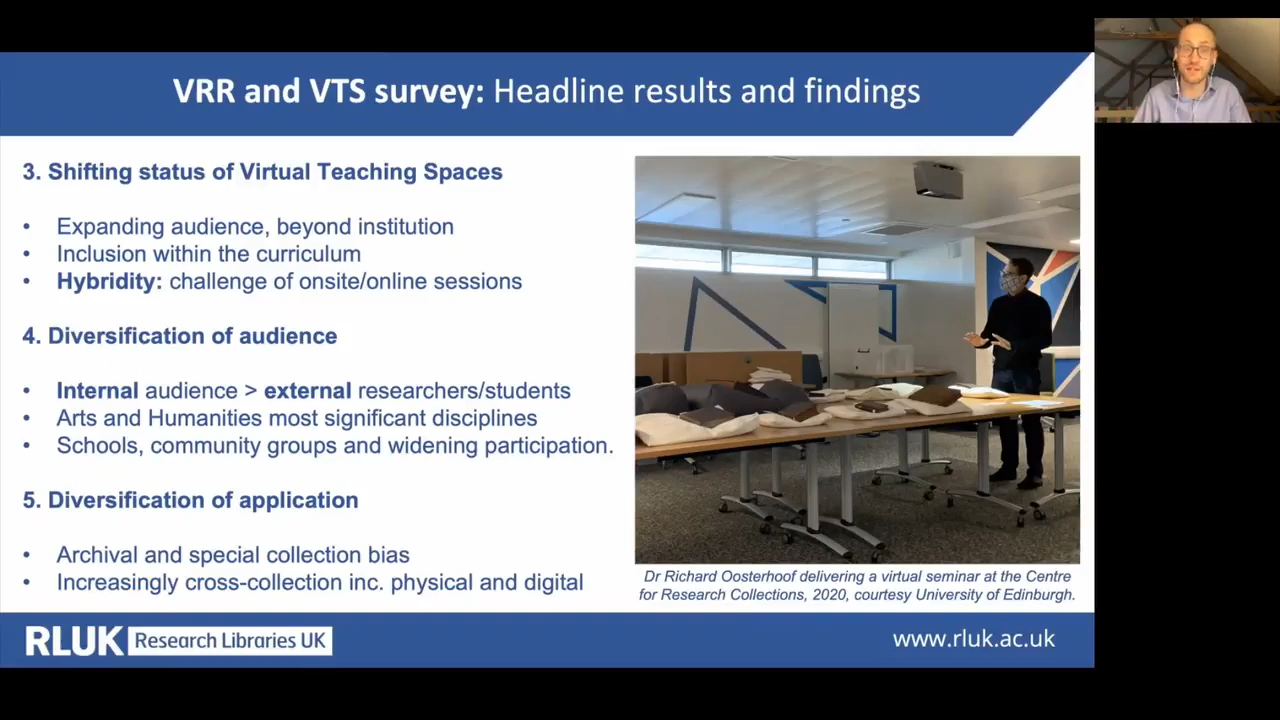 VRR and VTS survey: Headline results and findings
3. Shifting status of Virtual Teaching Spaces
• Expanding audience, beyond institution
• Inclusion within the curriculum
• Hybridity: challenge of onsite/online sessions
4. Diversification of audience
• Internal audience > external researchers/students
• Arts and Humanities most significant disciplines
• Schools, community groups and widening participation.
5. Diversification of application
• Archival and special collection bias
• Increasingly cross-collection inc. physical and digital
Dr Richard Oosterhoof delivering a virtual seminar at the Centre
for Research Collections, 2020, courtesy University of Edinburgh.
RLUK Research Libraries UK
www.rluk.ac.uk